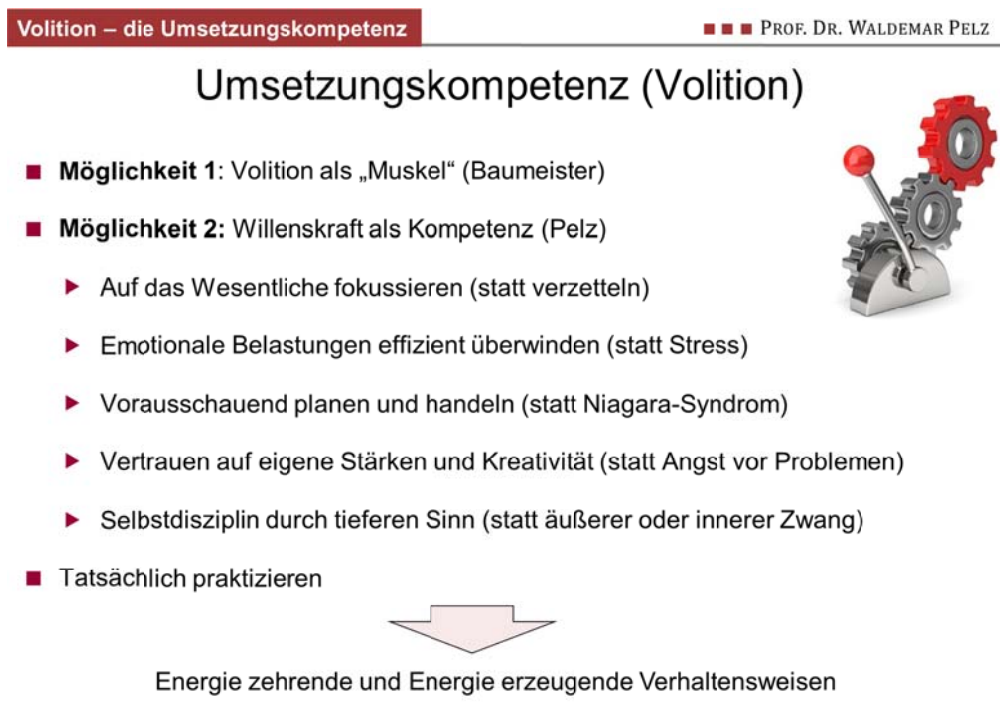 Volition – die Umsetzungskompetenz
PROF. DR. WALDEMAR PELZ
Umsetzungskompetenz (Volition)
Möglichkeit 1: Volition als „Muskel“ (Baumeister)
Möglichkeit 2: Willenskraft als Kompetenz (Pelz)
Auf das Wesentliche fokussieren (statt verzetteln)
Emotionale Belastungen effizient überwinden (statt Stress)
Vorausschauend planen und handeln (statt Niagara-Syndrom)
Vertrauen auf eigene Stärken und Kreativität (statt Angst vor Problemen)
Selbstdisziplin durch tieferen Sinn (statt äußerer oder innerer Zwang)
Tatsächlich praktizieren
Energie zehrende und Energie erzeugende Verhaltensweisen